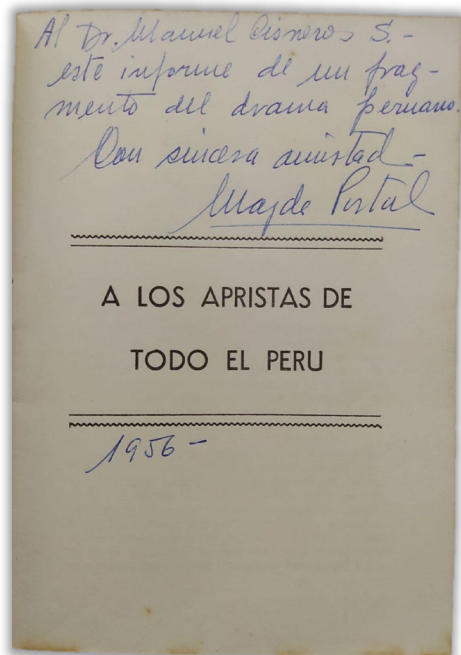 Al Dr. Manuel Cisneros S. -
este informe de un frag-
mento del drama peruano.
Con sincera amistad -
Magda Portal
A LOS APRISTAS DE
TODO EL PERU
1956 -